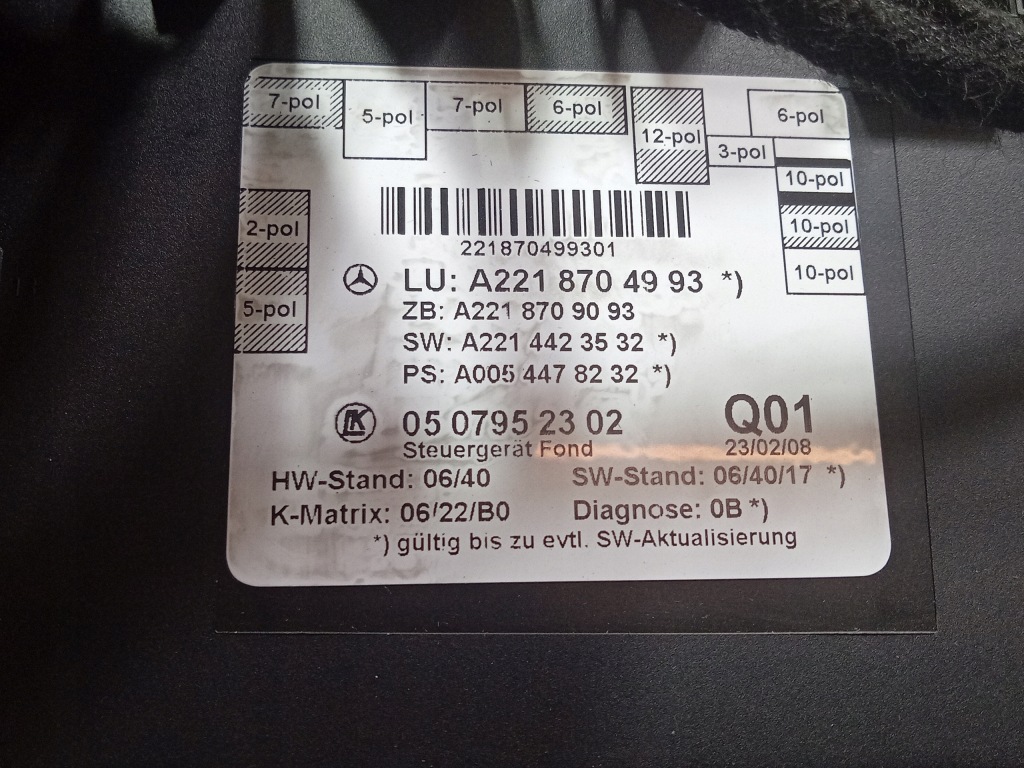 7-pol
5-pol
7-pol
6-pol
12-pol
3-pol
6-pol
10-pol
10-pol
10-pol
2-pol
5-pol
221870499301
LU: A221 870 49 93 *)
ZB: A221 870 90 93
SW: A221 442 35 32 *)
PS: A005 447 82 32 *)
LK 05 0795 23 02 Q01
Steuergerät Fond 23/02/08
HW-Stand: 06/40 SW-Stand: 06/40/17 *)
K-Matrix: 06/22/B0 Diagnose: 0B *)
*) gültig bis zu evtl. SW-Aktualisierung